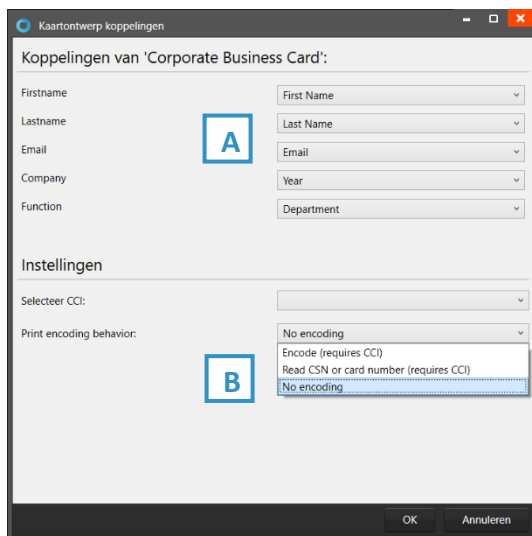 Kaartontwerp koppelingen
Koppelingen van 'Corporate Business Card':
Firstname First Name
Lastname Last Name
A
Email Email
Company Year
Function Department
Instellingen
Selecteer CCI:
Print encoding behavior: No encoding
Encode (requires CCI)
Read CSN or card number (requires CCI)
B
No encoding
OK Annuleren